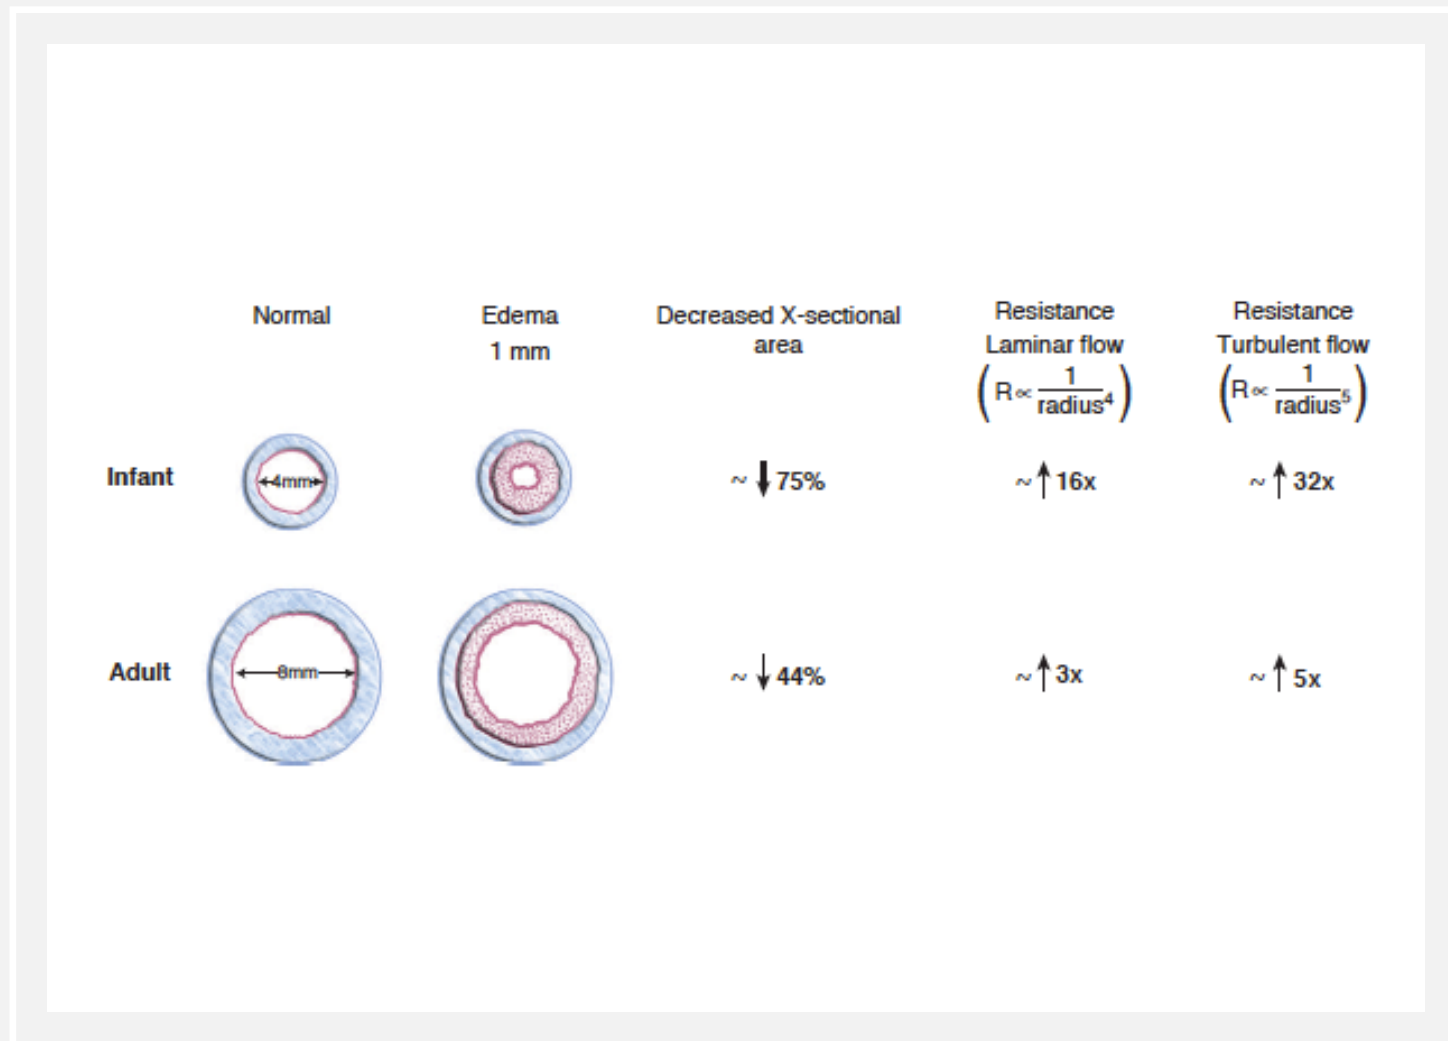 Normal
Edema
1 mm
Decreased X-sectional
area
Resistance
Laminar flow
(R ∝ 1/radius⁴)
Resistance
Turbulent flow
(R ∝ 1/radius⁵)
Infant
4mm
~ ↓ 75%
~ ↑ 16x
~ ↑ 32x
Adult
8mm
~ ↓ 44%
~ ↑ 3x
~ ↑ 5x